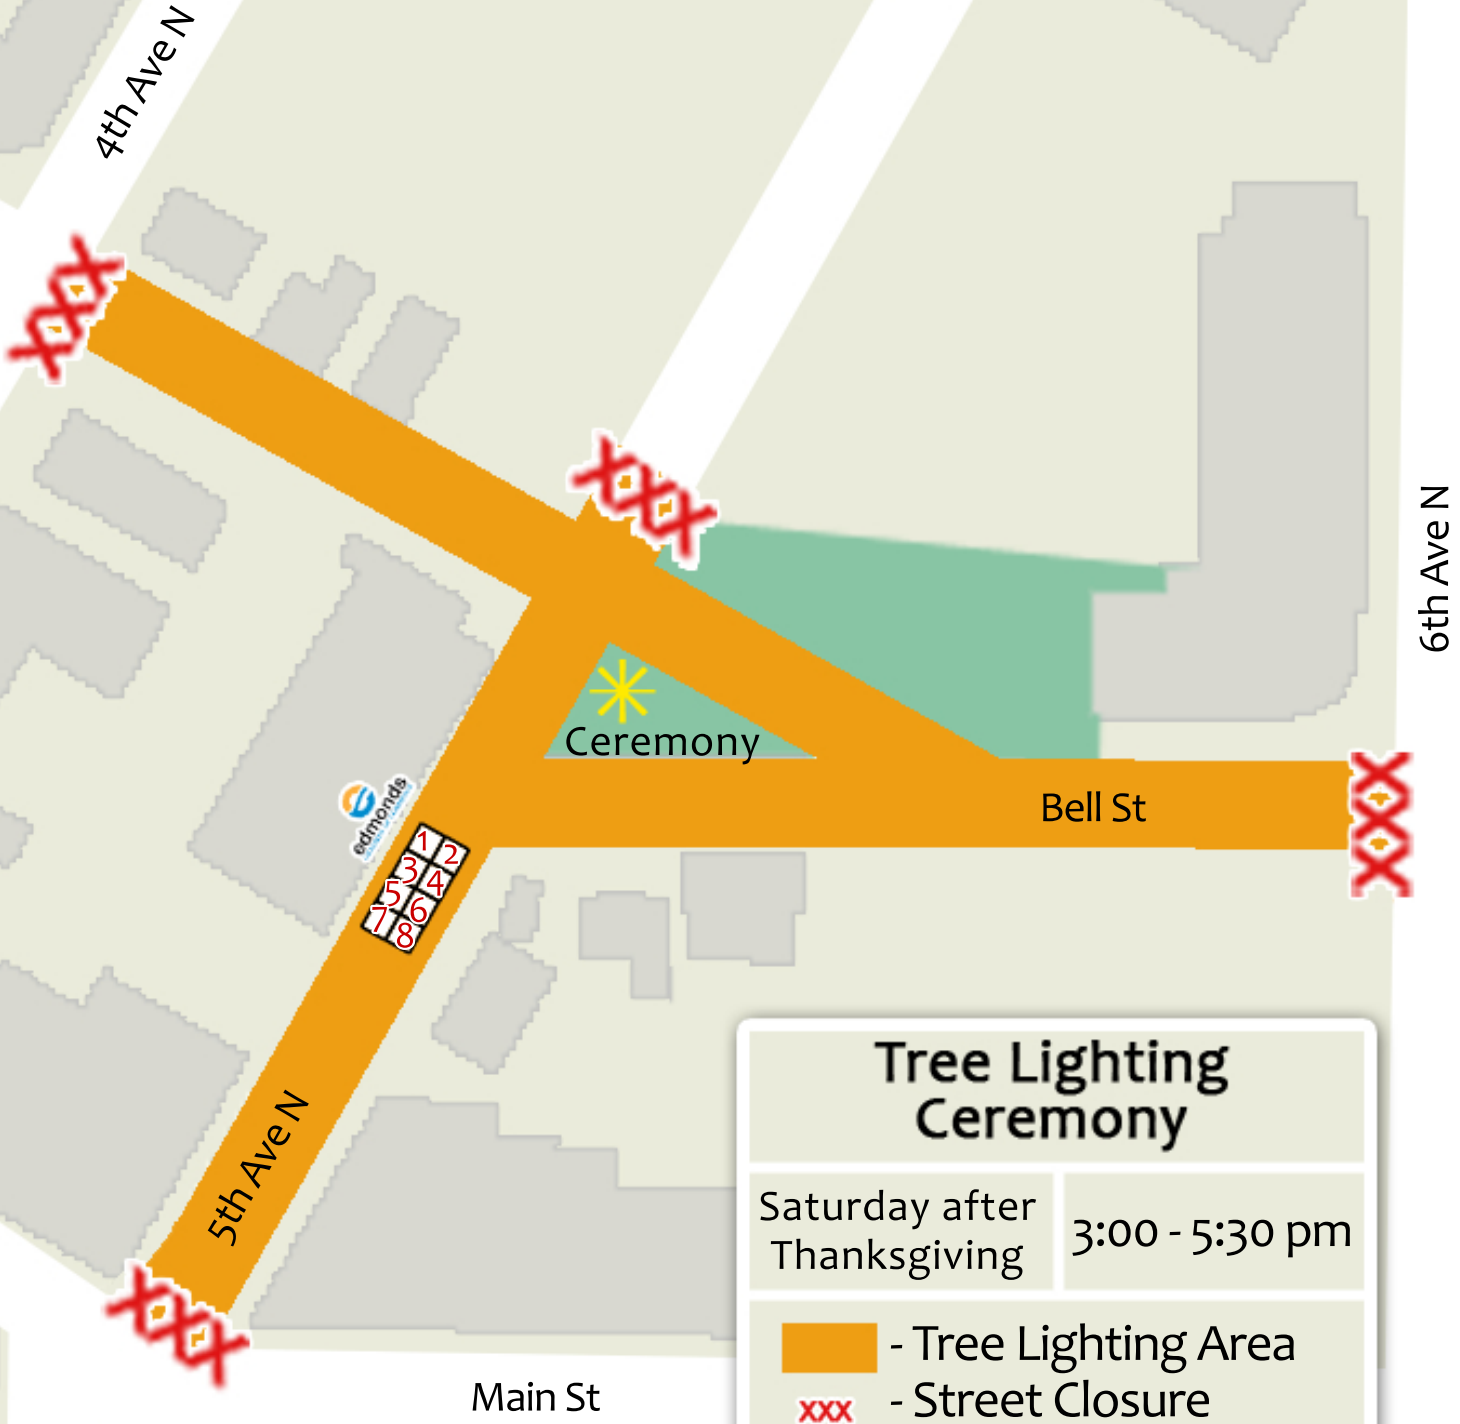 4th Ave N
6th Ave N
Ceremony
Bell St
edmonds
1
2
3
4
5
6
7
8
5th Ave N
Main St
Tree Lighting
Ceremony
Saturday after
Thanksgiving
3:00 - 5:30 pm
- Tree Lighting Area
xxx - Street Closure